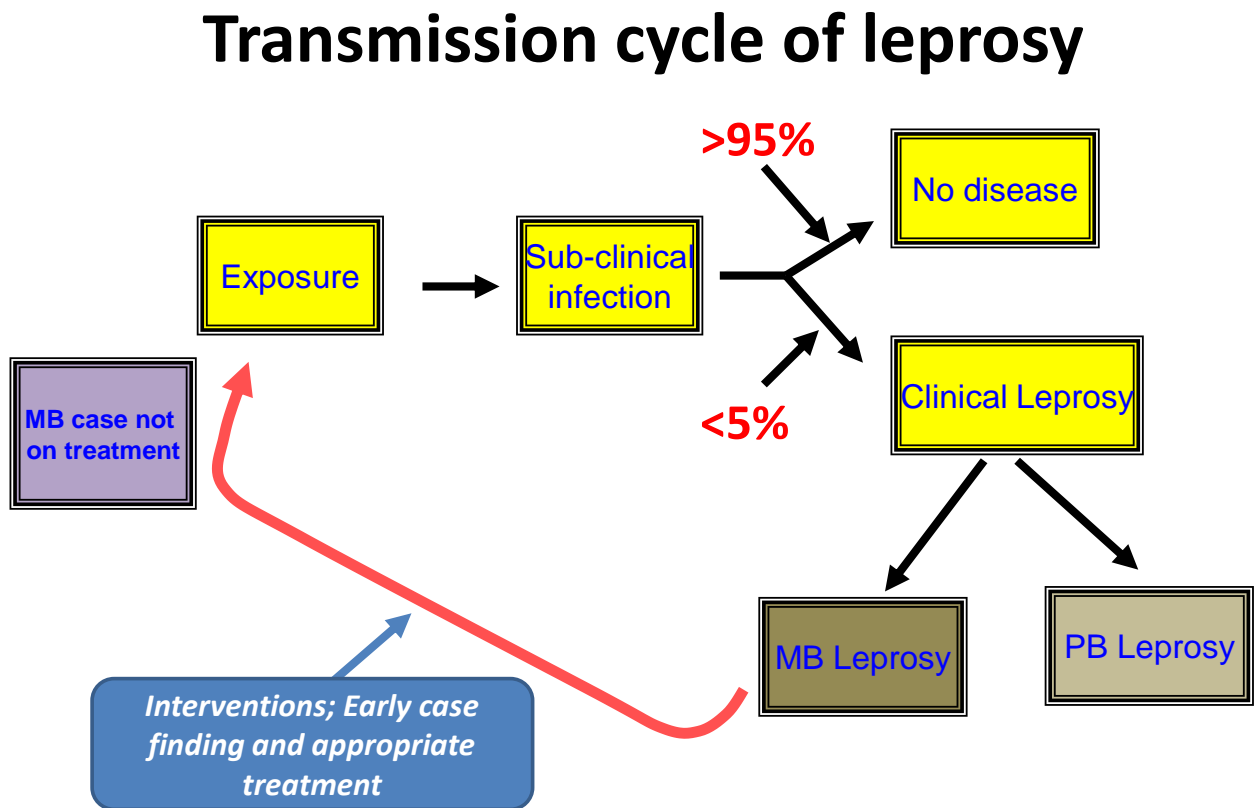 Transmission cycle of leprosy
>95%
No disease
Exposure
Sub-clinical
infection
<5%
Clinical Leprosy
MB case not
on treatment
MB Leprosy
PB Leprosy
Interventions; Early case
finding and appropriate
treatment